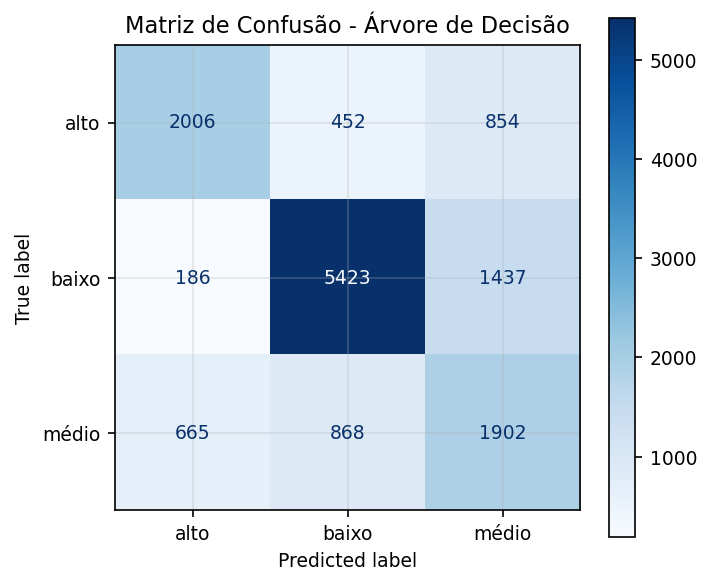 Matriz de Confusão - Árvore de Decisão
True label
alto
2006 452 854
baixo
186 5423 1437
médio
665 868 1902
alto baixo médio
Predicted label
5000
4000
3000
2000
1000